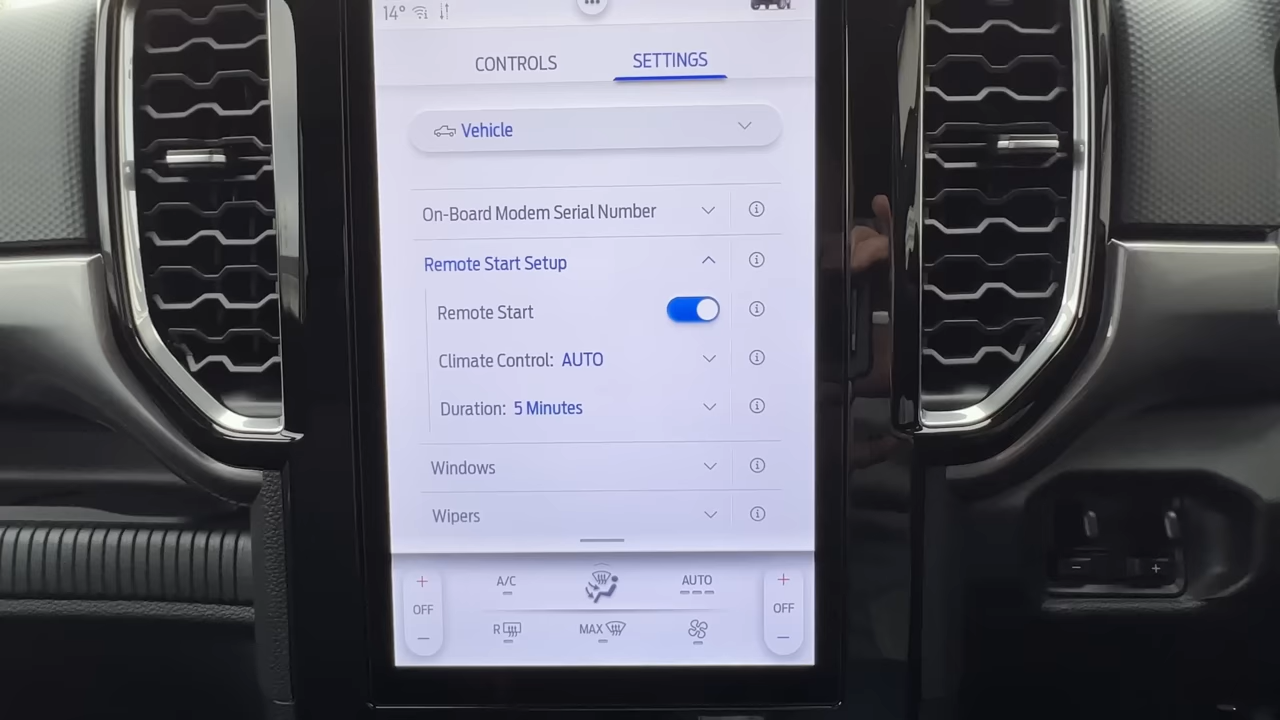 14°
CONTROLS SETTINGS
Vehicle
On-Board Modem Serial Number
Remote Start Setup
Remote Start
Climate Control: AUTO
Duration: 5 Minutes
Windows
Wipers
+ A/C AUTO +
OFF OFF
− R MAX −
− +